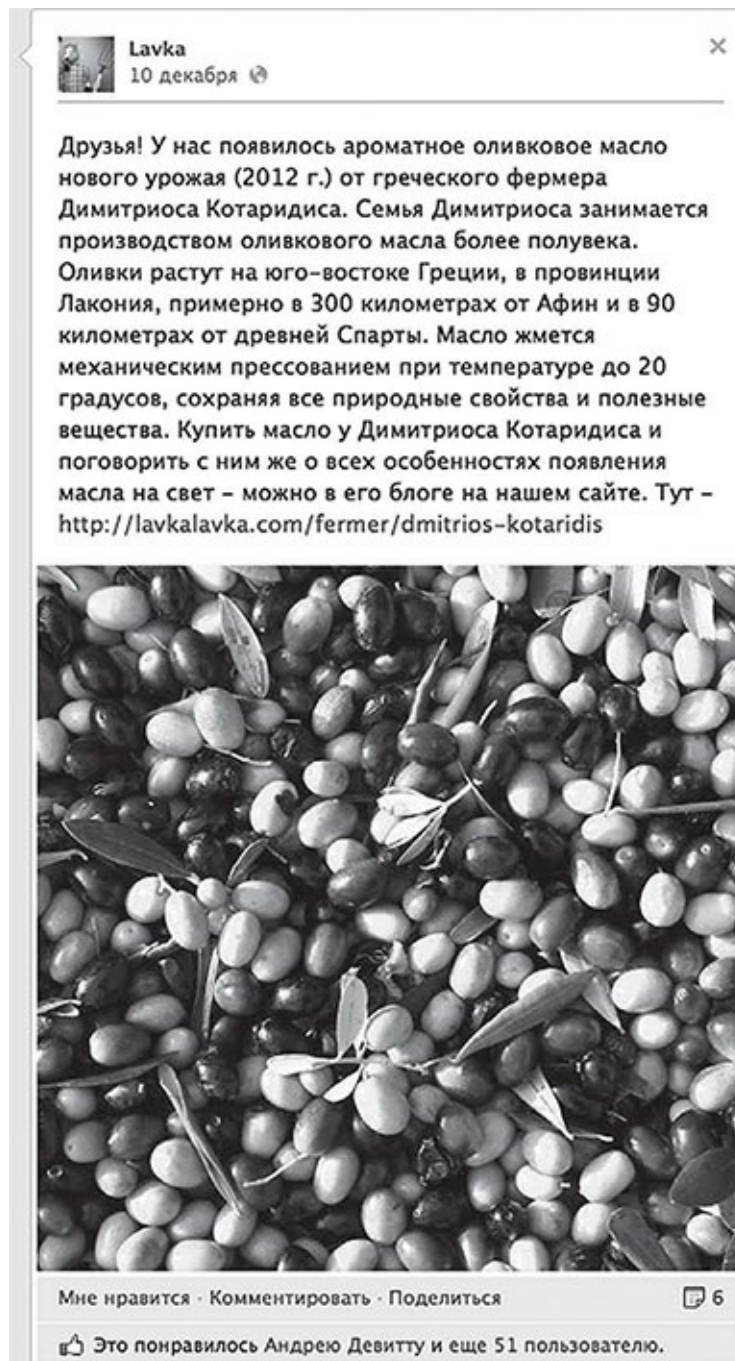 Lavka
10 декабря
Друзья! У нас появилось ароматное оливковое масло
нового урожая (2012 г.) от греческого фермера
Димитриоса Котаридиса. Семья Димитриоса занимается
производством оливкового масла более полувека.
Оливки растут на юго-востоке Греции, в провинции
Лакония, примерно в 300 километрах от Афин и в 90
километрах от древней Спарты. Масло жмется
механическим прессованием при температуре до 20
градусов, сохраняя все природные свойства и полезные
вещества. Купить масло у Димитриоса Котаридиса и
поговорить с ним же о всех особенностях появления
масла на свет – можно в его блоге на нашем сайте. Тут –
http://lavkalavka.com/fermer/dmitrios-kotaridis
Мне нравится · Комментировать · Поделиться 6
Это понравилось Андрею Девитту и еще 51 пользователю.